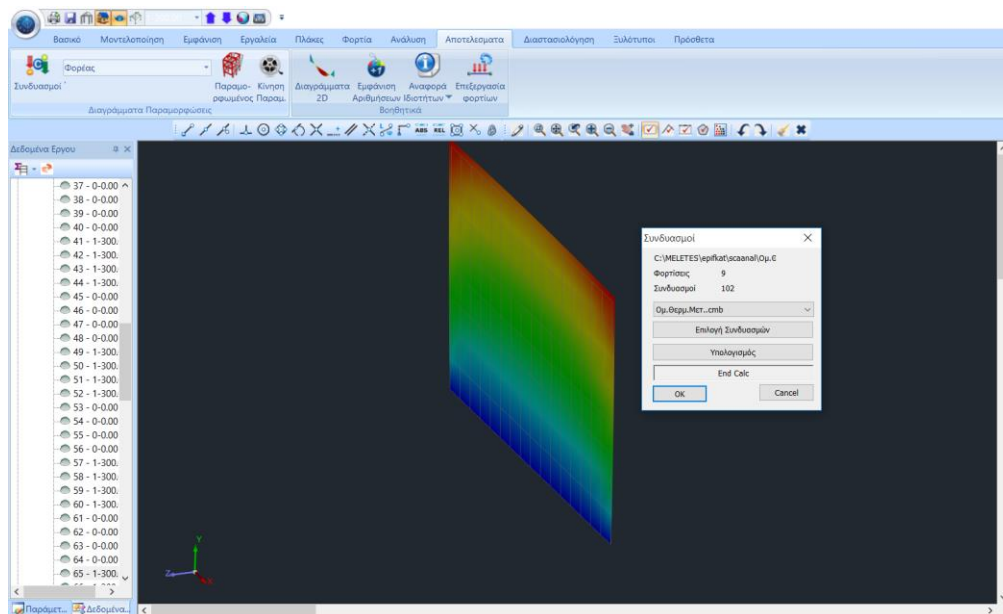 Βασικό Μοντελοποίηση Εμφάνιση Εργαλεία Πλάκες Φορτία Ανάλυση Αποτελεσματα Διαστασιολόγηση Ξυλότυποι Πρόσθετα
Συνδυασμοί
Φορέας
Παραμο-
ρφωμένος
Κίνηση
Παραμ.
Διαγράμματα
2D
Εμφάνιση
Αριθμήσεων
Αναφορά
Ιδιοτήτων
Επεξεργασία
φορτίων
Διαγράμματα Παραμορφώσεις
Βοηθητικά
ABS REL
Δεδομένα Εργου
37 - 0-0.00
38 - 0-0.00
39 - 0-0.00
40 - 0-0.00
41 - 1-300.
42 - 1-300.
43 - 1-300.
44 - 1-300.
45 - 0-0.00
46 - 0-0.00
47 - 0-0.00
48 - 0-0.00
49 - 1-300.
50 - 1-300.
51 - 1-300.
52 - 1-300.
53 - 0-0.00
54 - 0-0.00
55 - 0-0.00
56 - 0-0.00
57 - 1-300.
58 - 1-300.
59 - 1-300.
60 - 1-300.
61 - 0-0.00
62 - 0-0.00
63 - 0-0.00
64 - 0-0.00
65 - 1-300.
Παράμετ... Δεδομένα...
Y
Z
X
Συνδυασμοί
C:\MELETES\epifkat\scaanal\Ομ.Θ
Φορτίσεις 9
Συνδυασμοί 102
Ομ.Θερμ.Μετ..cmb
Επιλογή Συνδυασμών
Υπολογισμός
End Calc
OK Cancel